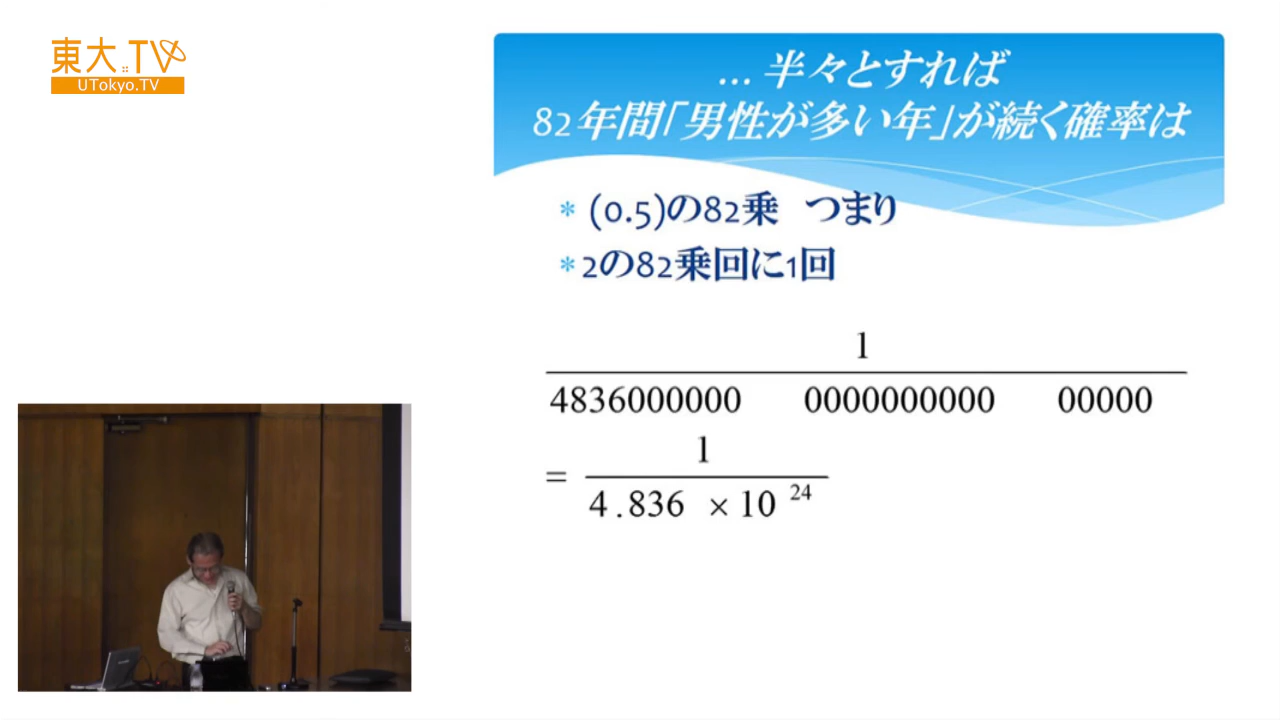 東大TV
UTokyo.TV
... 半々とすれば
82年間「男性が多い年」が続く確率は
* (0.5)の82乗 つまり
* 2の82乗回に1回
1
4836000000 0000000000 00000
1
=
4.836 × 10 24